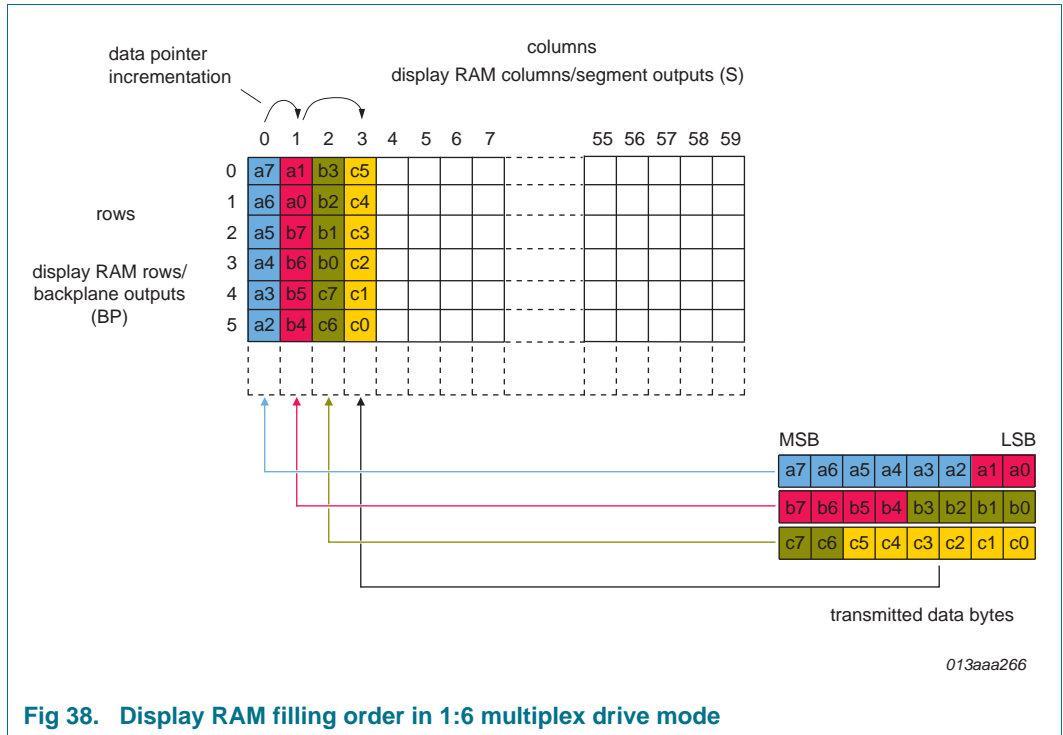 columns
data pointer
incrementation
display RAM columns/segment outputs (S)
0 1 2 3 4 5 6 7 55 56 57 58 59
0 a7 a1 b3 c5
1 a6 a0 b2 c4
rows
2 a5 b7 b1 c3
3 a4 b6 b0 c2
display RAM rows/
backplane outputs
(BP)
4 a3 b5 c7 c1
5 a2 b4 c6 c0
MSB LSB
a7 a6 a5 a4 a3 a2 a1 a0
b7 b6 b5 b4 b3 b2 b1 b0
c7 c6 c5 c4 c3 c2 c1 c0
transmitted data bytes
013aaa266
Fig 38. Display RAM filling order in 1:6 multiplex drive mode